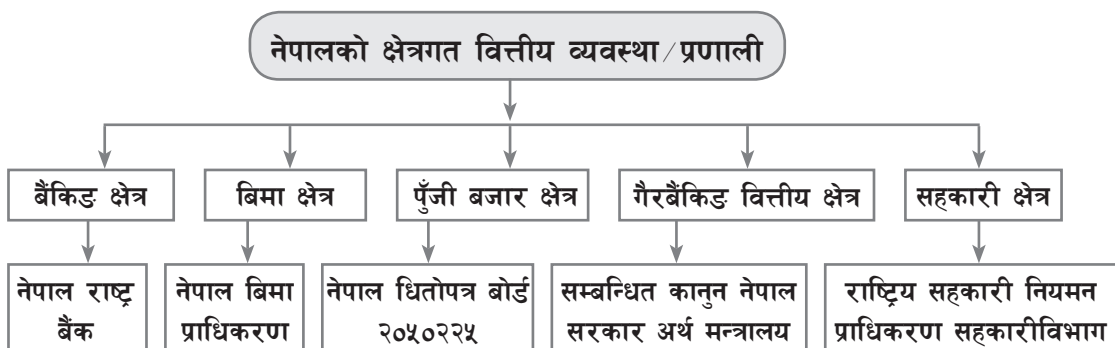 नेपालको क्षेत्रगत वित्तीय व्यवस्था/प्रणाली
बैंकिङ क्षेत्र
बिमा क्षेत्र
पुँजी बजार क्षेत्र
गैरबैंकिङ वित्तीय क्षेत्र
सहकारी क्षेत्र
नेपाल राष्ट्र
बैंक
नेपाल बिमा
प्राधिकरण
नेपाल धितोपत्र बोर्ड
२०५०२२५
सम्बन्धित कानुन नेपाल
सरकार अर्थ मन्त्रालय
राष्ट्रिय सहकारी नियमन
प्राधिकरण सहकारीविभाग